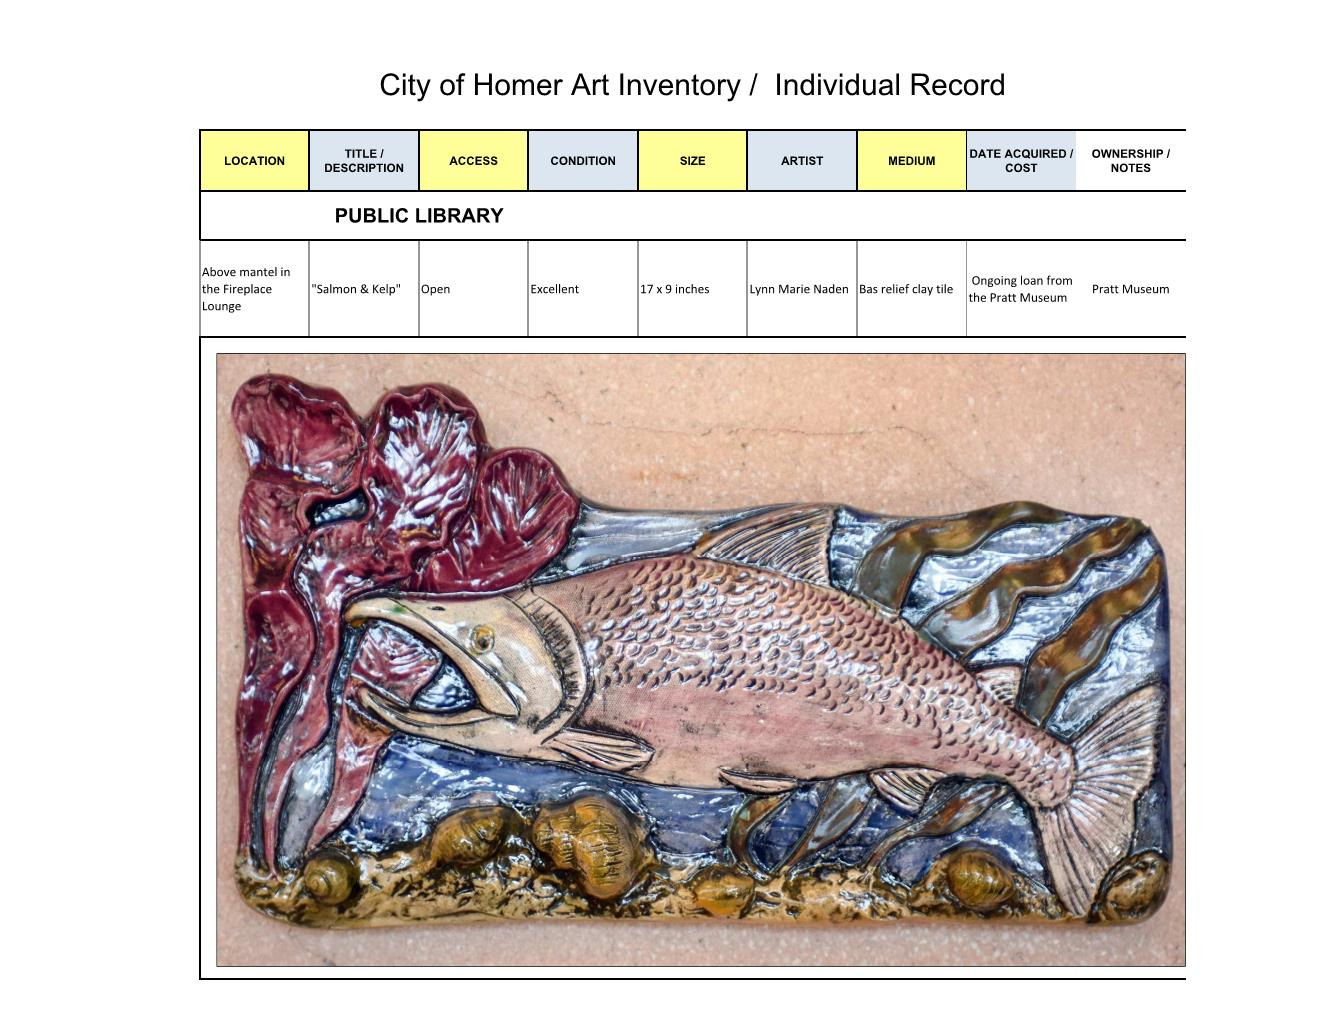 City of Homer Art Inventory /  Individual Record
LOCATION
TITLE /
DESCRIPTION
ACCESS
CONDITION
SIZE
ARTIST
MEDIUM
DATE ACQUIRED /
COST
OWNERSHIP /
NOTES
PUBLIC LIBRARY
Above mantel in
the Fireplace
Lounge
"Salmon & Kelp"
Open
Excellent
17 x 9 inches
Lynn Marie Naden
Bas relief clay tile
Ongoing loan from
the Pratt Museum
Pratt Museum